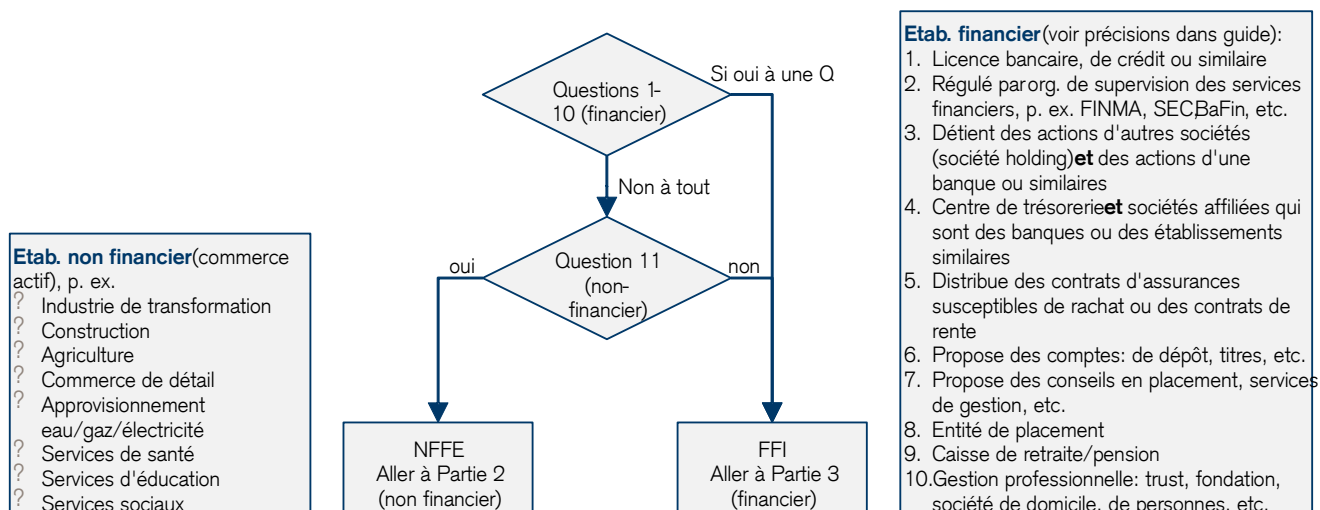 Questions 1-
10 (financier)
Si oui à une Q
Non à tout
Question 11
(non-
financier)
oui
non
NFFE
Aller à Partie 2
(non financier)
FFI
Aller à Partie 3
(financier)
Etab. non financier(commerce
actif), p. ex.
? Industrie de transformation
? Construction
? Agriculture
? Commerce de détail
? Approvisionnement
eau/gaz/électricité
? Services de santé
? Services d'éducation
? Services sociaux
Etab. financier(voir précisions dans guide):
1. Licence bancaire, de crédit ou similaire
2. Régulé parorg. de supervision des services
financiers, p. ex. FINMA, SEC,BaFin, etc.
3. Détient des actions d'autres sociétés
(société holding)et des actions d'une
banque ou similaires
4. Centre de trésorerieet sociétés affiliées qui
sont des banques ou des établissements
similaires
5. Distribue des contrats d'assurances
susceptibles de rachat ou des contrats de
rente
6. Propose des comptes: de dépôt, titres, etc.
7. Propose des conseils en placement, services
de gestion, etc.
8. Entité de placement
9. Caisse de retraite/pension
10.Gestion professionnelle: trust, fondation,
société de domicile, de personnes, etc.